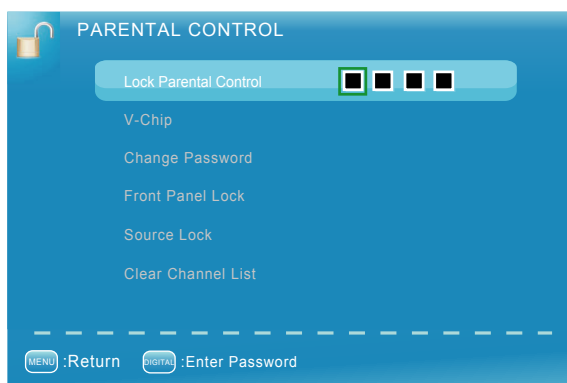 PARENTAL CONTROL
Lock Parental Control
V-Chip
Change Password
Front Panel Lock
Source Lock
Clear Channel List
MENU :Return DIGITAL :Enter Password